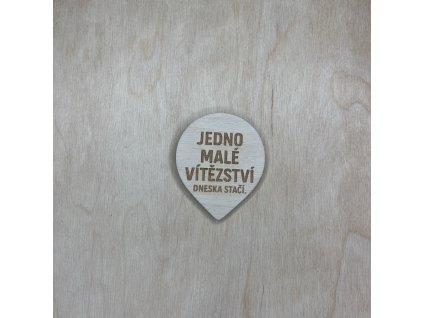 JEDNO
MALÉ
VÍTĚZSTVÍ
DNESKA STAČÍ.